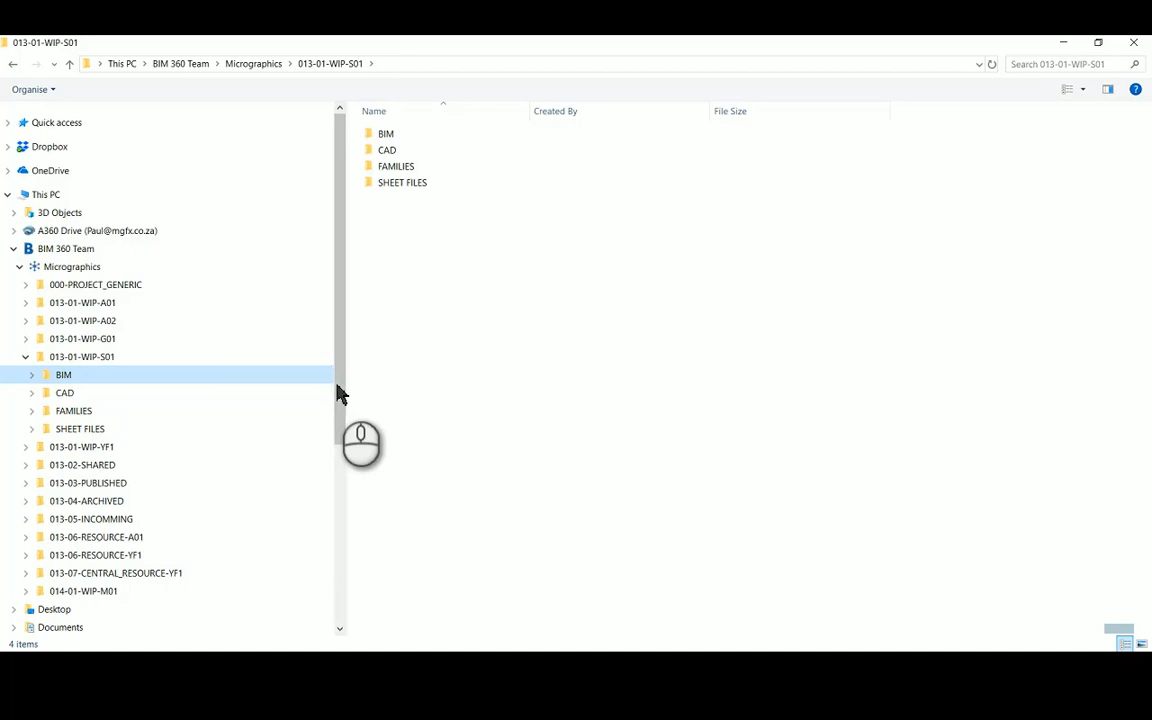 013-01-WIP-S01
This PC > BIM 360 Team > Micrographics > 013-01-WIP-S01 >
Search 013-01-WIP-S01
Organise
Name Created By File Size
BIM
CAD
FAMILIES
SHEET FILES
Quick access
Dropbox
OneDrive
This PC
3D Objects
A360 Drive (Paul@mgfx.co.za)
BIM 360 Team
Micrographics
000-PROJECT_GENERIC
013-01-WIP-A01
013-01-WIP-A02
013-01-WIP-G01
013-01-WIP-S01
BIM
CAD
FAMILIES
SHEET FILES
013-01-WIP-YF1
013-02-SHARED
013-03-PUBLISHED
013-04-ARCHIVED
013-05-INCOMMING
013-06-RESOURCE-A01
013-06-RESOURCE-YF1
013-07-CENTRAL_RESOURCE-YF1
014-01-WIP-M01
Desktop
Documents
4 items